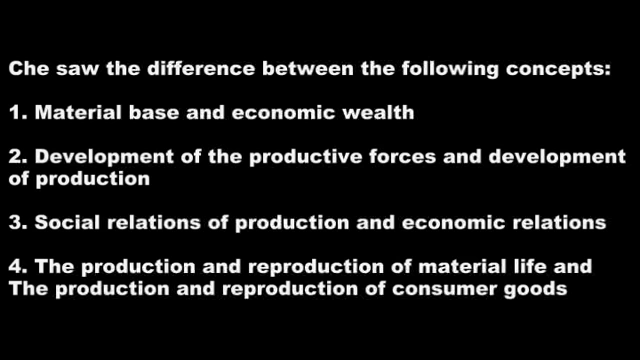 Che saw the difference between the following concepts:
1. Material base and economic wealth
2. Development of the productive forces and development
of production
3. Social relations of production and economic relations
4. The production and reproduction of material life and
The production and reproduction of consumer goods